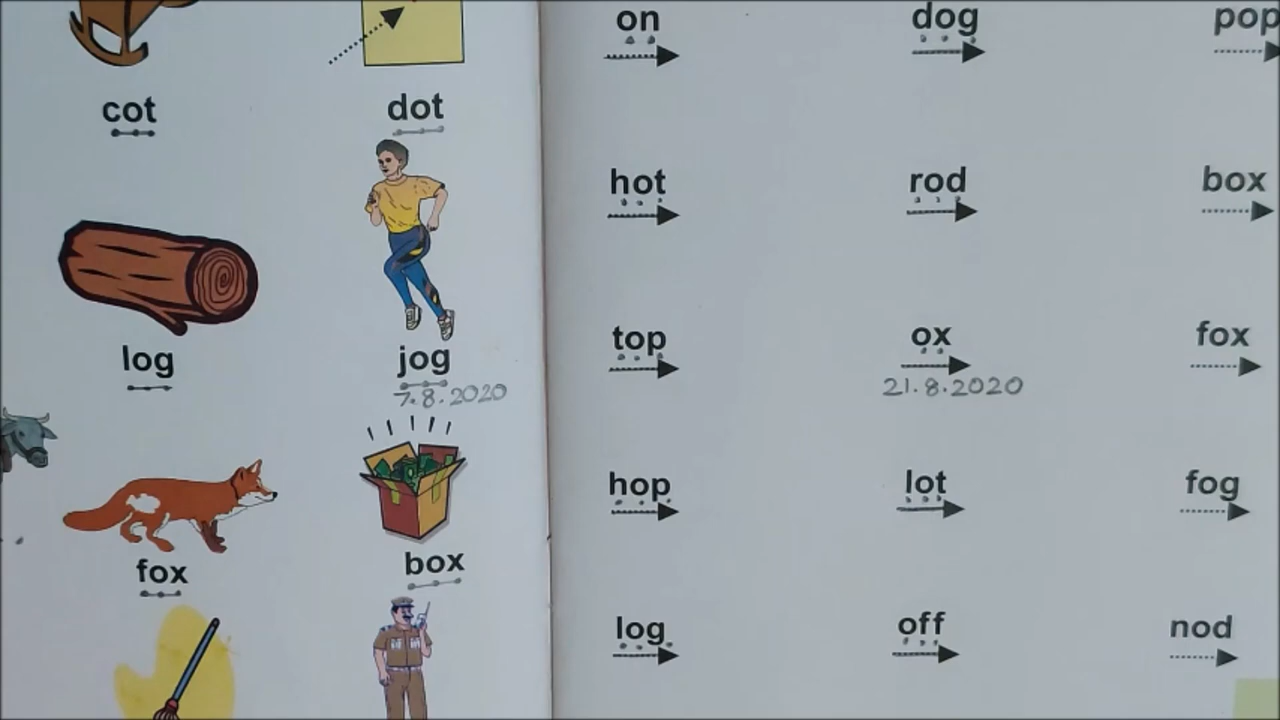 cot
dot
log
jog
7.8.2020
fox
box
on
dog
pop
hot
rod
box
top
ox
fox
21.8.2020
hop
lot
fog
log
off
nod